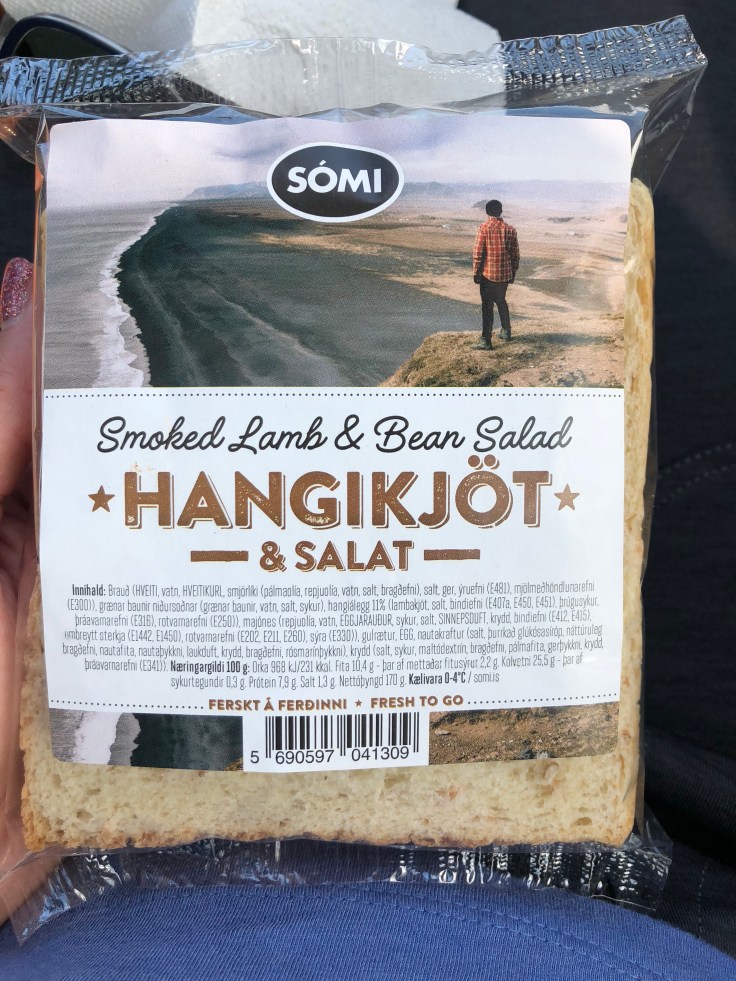 SÓMI
Smoked Lamb & Bean Salad
HANGIKJÖT
& SALAT
Innihald: Brauð (HVEITI, vatn, HVEITIKURL, smjörlíki (pálmaolía, repjuolía, vatn, salt, bragðefni), salt, ger, ýruefni (E481), mjölmeðhöndlunarefni
(E300)), grænar baunir niðursoðnar (grænar baunir, vatn, salt, sykur), hangiálegg 11% (lambakjöt, salt, bindiefni (E407a, E450, E451), þrúgusykur,
þráavarnarefni (E316), rotvarnarefni (E250)), majónes (repjuolía, vatn, EGGJARAUÐUR, sykur, salt, SINNEPSDUFT, krydd, bindiefni (E412, E415),
umbreytt sterkja (E1442, E1450), rotvarnarefni (E202, E211, E260), sýra (E330)), gulrætur, EGG, nautakraftur (salt, þurrkað glúkósasíróp, náttúruleg
bragðefni, nautafita, nautaþykkni, laukduft, krydd, bragðefni, rósmarínþykkni), krydd (salt, sykur, maltódextrín, bragðefni, pálmafita, gerþykkni, krydd,
þráavarnarefni (E341)). Næringargildi 100 g: Orka 968 kJ/231 kkal. Fita 10,4 g - þar af mettaðar fitusýrur 2,2 g. Kolvetni 25,5 g - þar af
sykurtegundir 0,3 g. Prótein 7,9 g. Salt 1,3 g. Nettóþyngd 170 g. Kælivara 0-4°C / somi.is
FERSKT Á FERÐINNI ★ FRESH TO GO
5 690597 041309